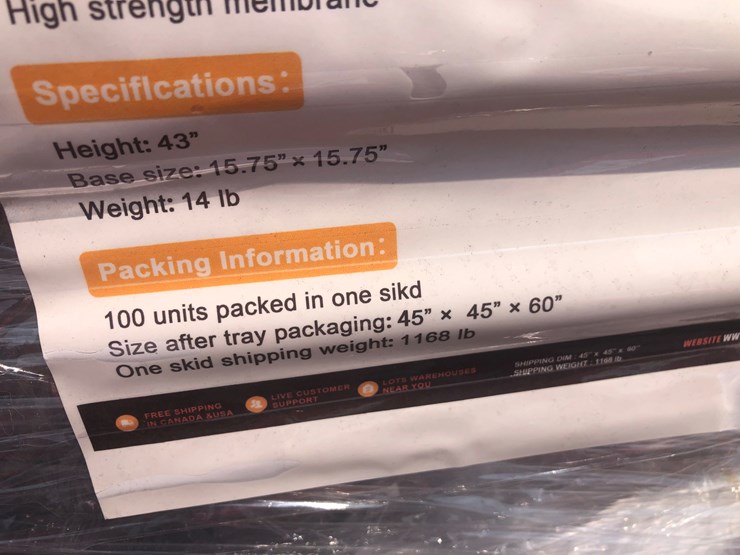 High strength membrane
Specifications:
Height: 43”
Base size: 15.75” × 15.75”
Weight: 14 lb
Packing Information:
100 units packed in one sikd
Size after tray packaging: 45” × 45” × 60”
One skid shipping weight: 1168 lb
FREE SHIPPING
IN CANADA &USA
LIVE CUSTOMER
SUPPORT
LOTS WAREHOUSES
NEAR YOU
SHIPPING DIM : 45” X 45” X 60”
SHIPPING WEIGHT : 1168 lb
WEBSITE WW